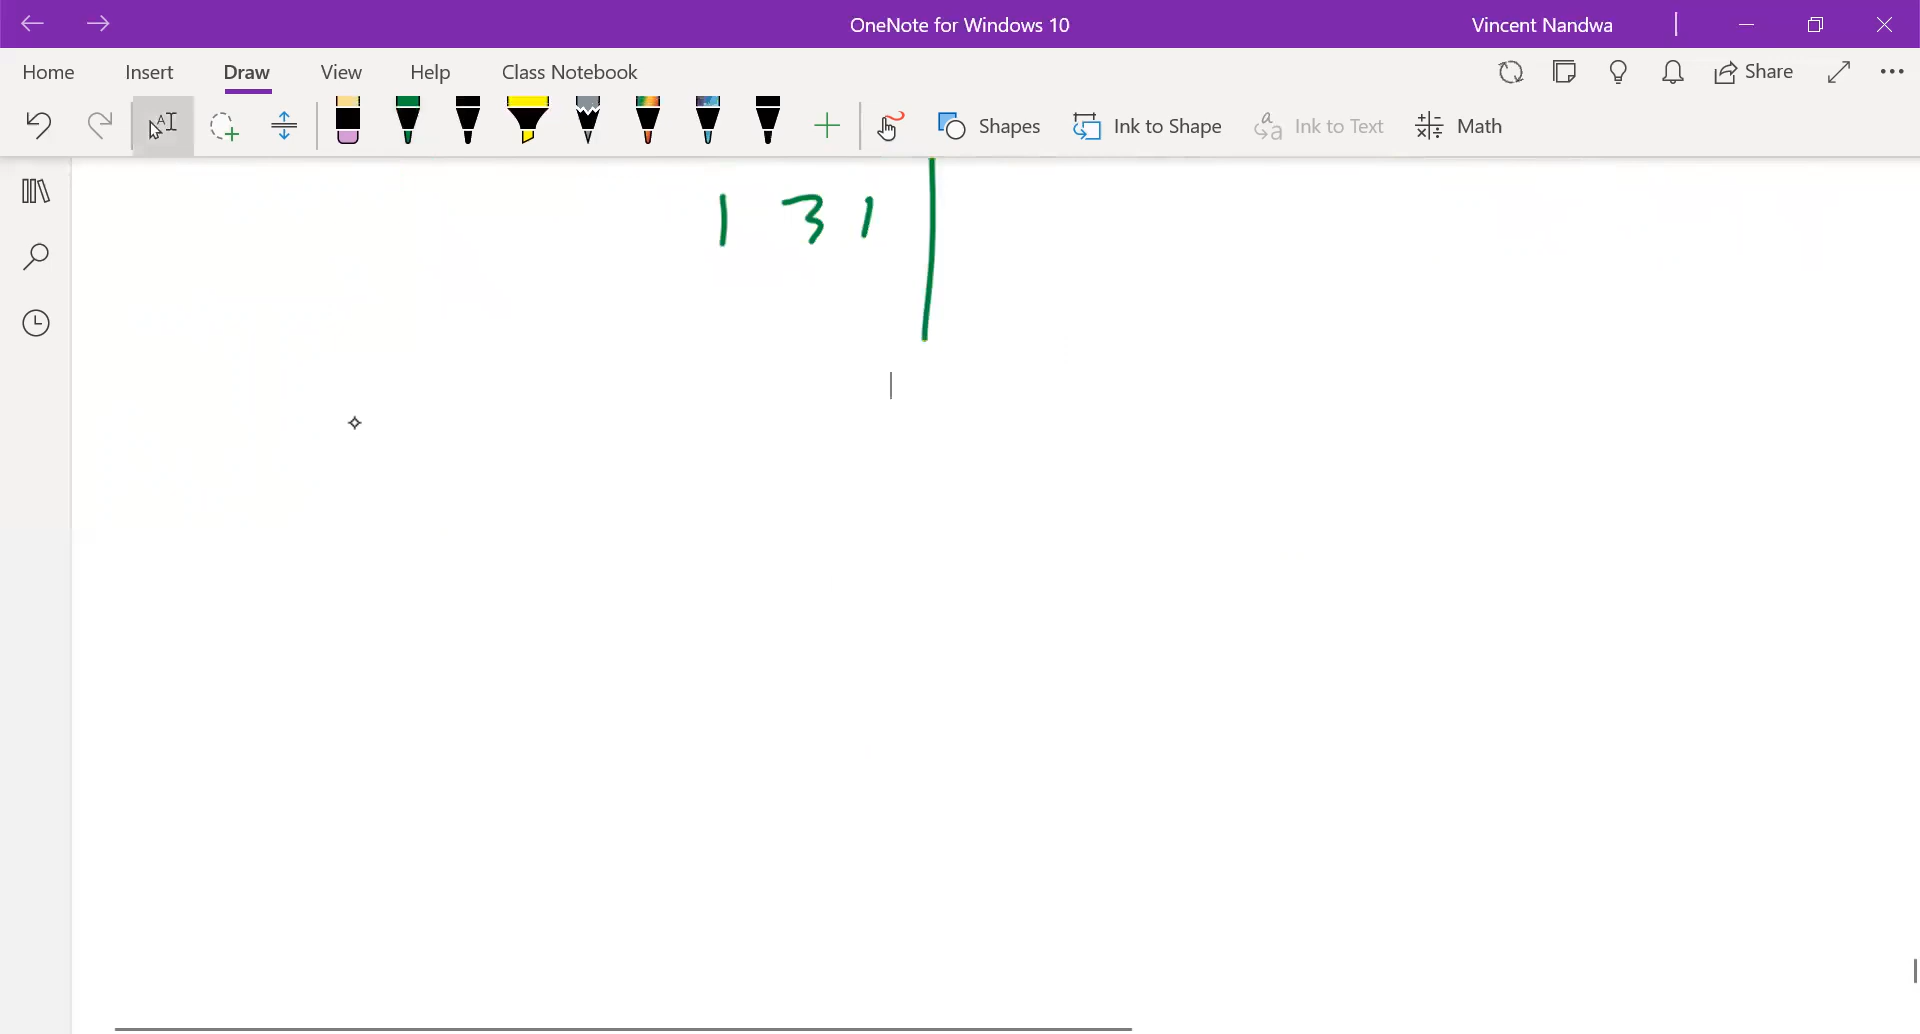 OneNote for Windows 10
Vincent Nandwa
Home Insert Draw View Help Class Notebook
Share
Shapes Ink to Shape Ink to Text Math
1 3 1